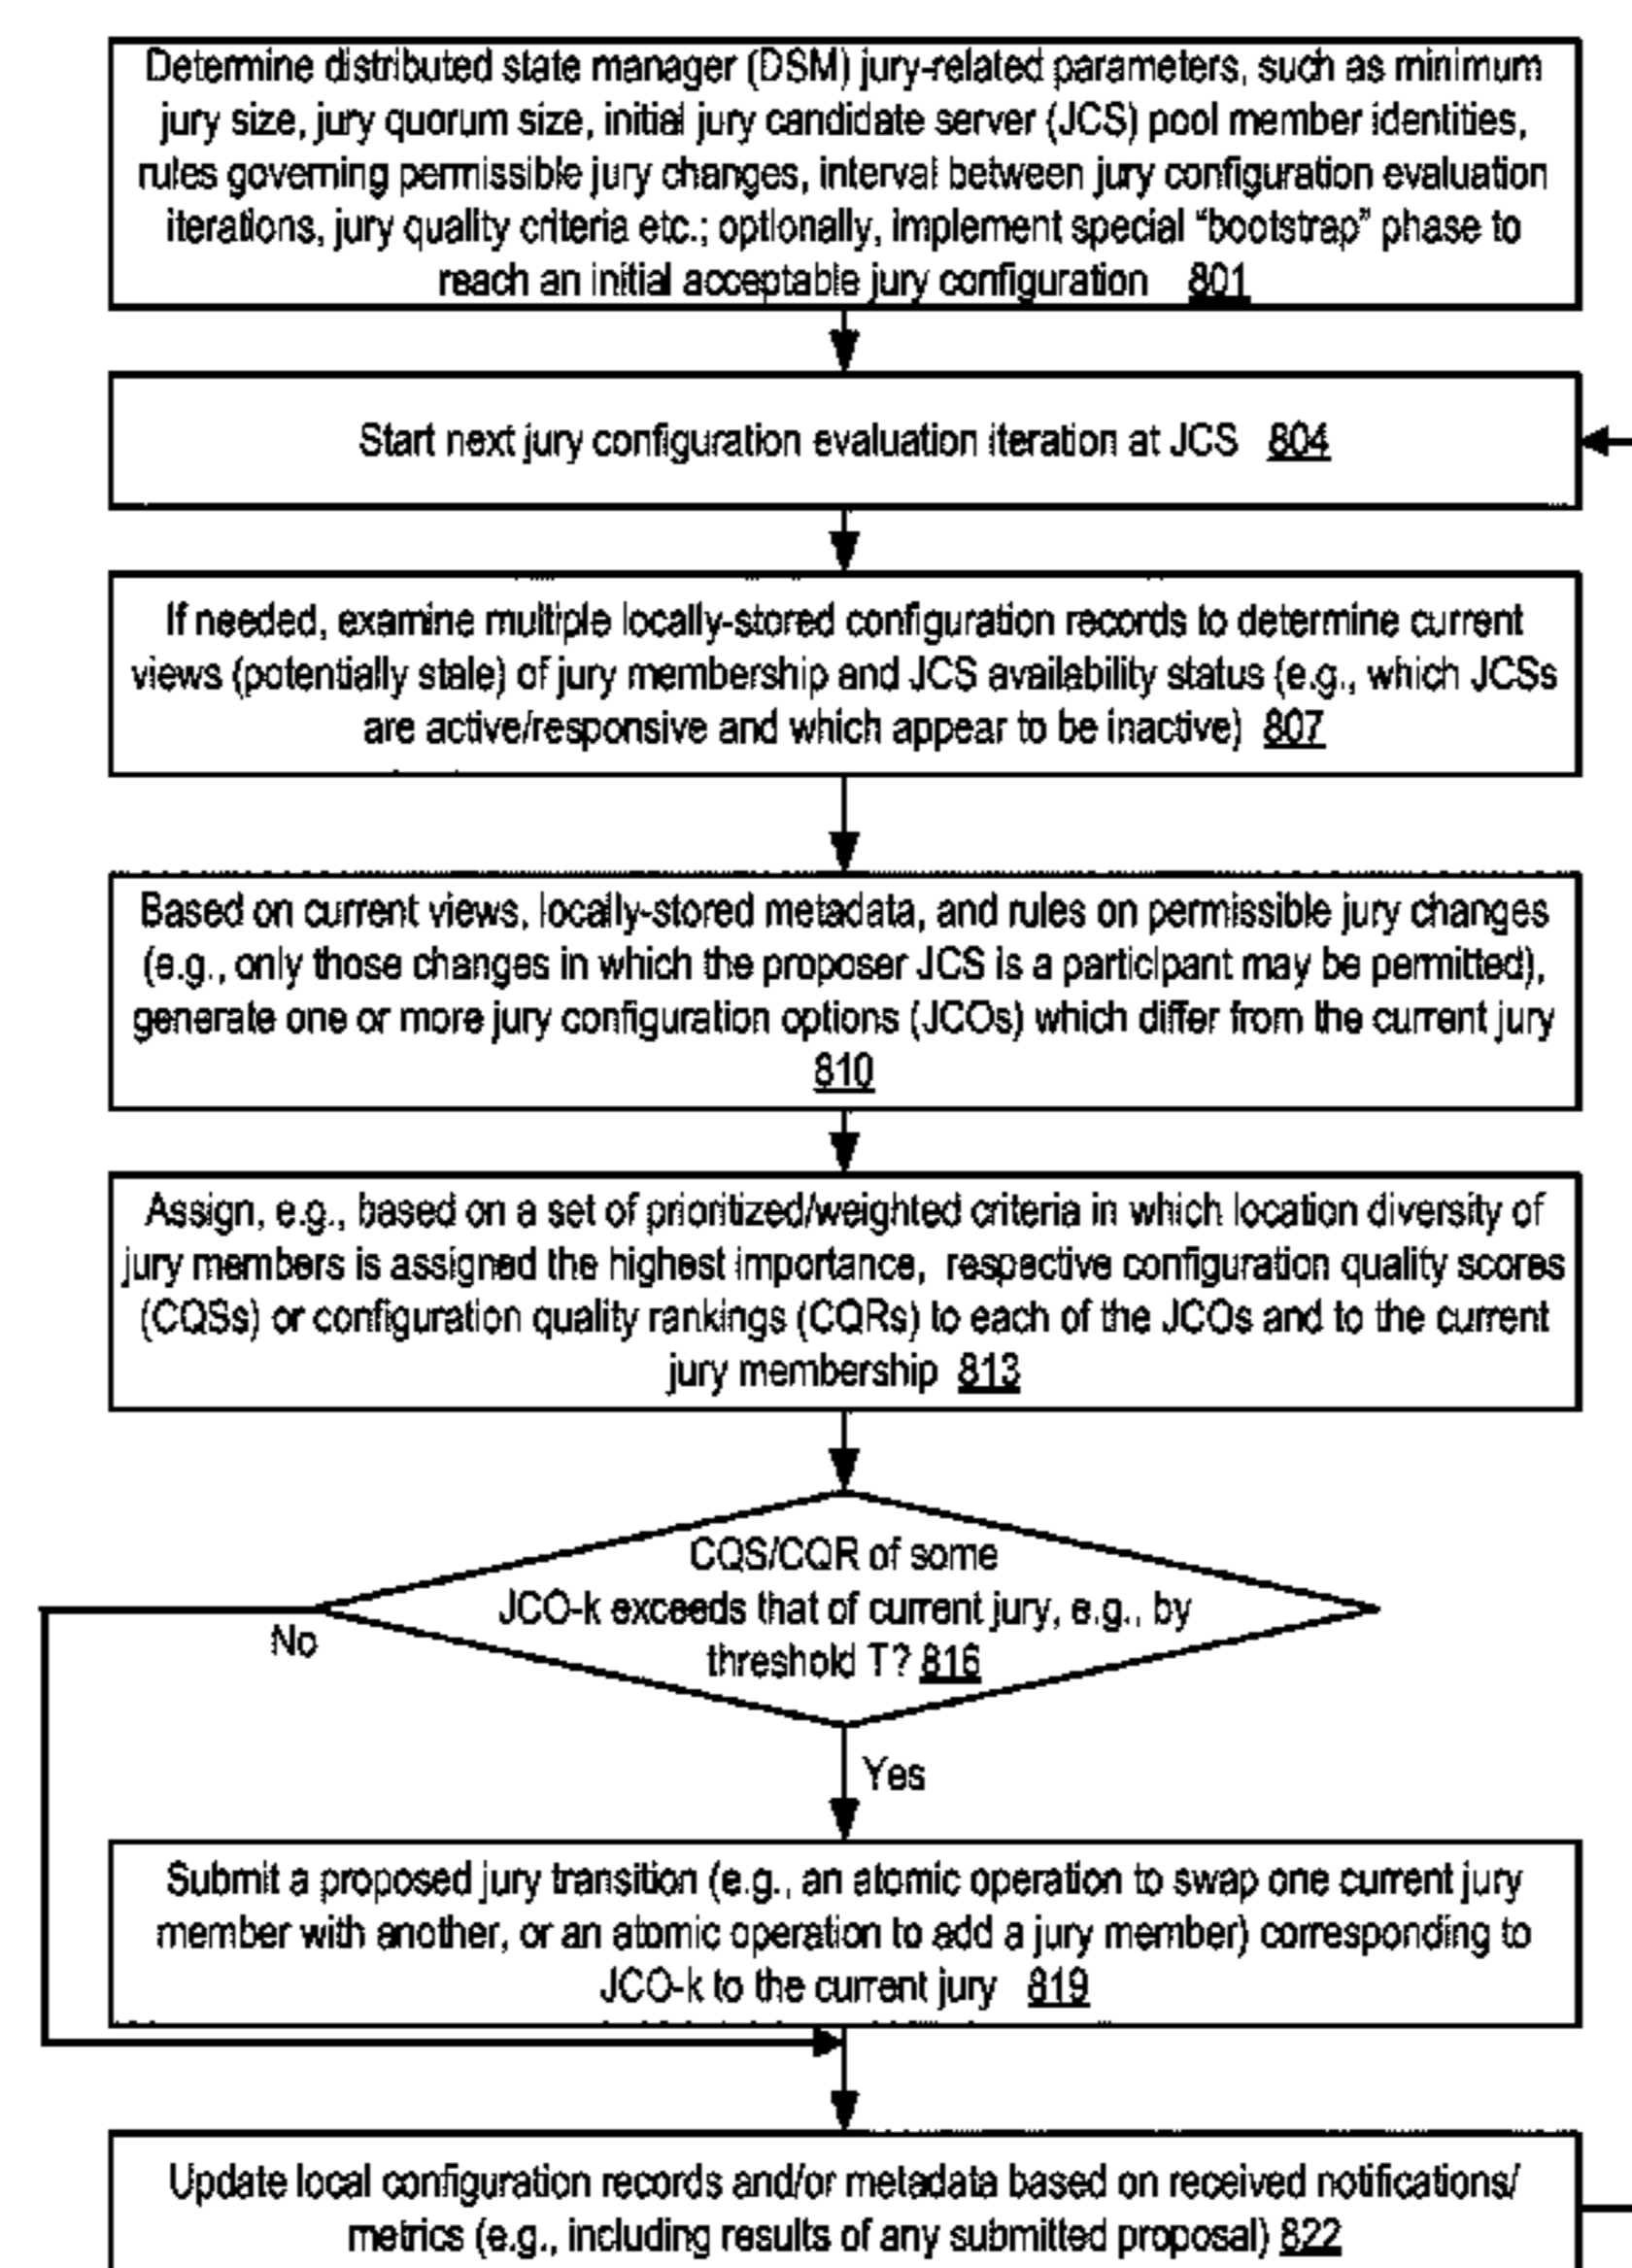 Determine distributed state manager (DSM) jury-related parameters, such as minimum
jury size, jury quorum size, initial jury candidate server (JCS) pool member identities,
rules governing permissible jury changes, interval between jury configuration evaluation
iterations, jury quality criteria etc.; optionally, implement special “bootstrap” phase to
reach an initial acceptable jury configuration 801
Start next jury configuration evaluation iteration at JCS 804
If needed, examine multiple locally-stored configuration records to determine current
views (potentially stale) of jury membership and JCS availability status (e.g., which JCSs
are active/responsive and which appear to be inactive) 807
Based on current views, locally-stored metadata, and rules on permissible jury changes
(e.g., only those changes in which the proposer JCS is a participant may be permitted),
generate one or more jury configuration options (JCOs) which differ from the current jury
810
Assign, e.g., based on a set of prioritized/weighted criteria in which location diversity of
jury members is assigned the highest importance, respective configuration quality scores
(CQSs) or configuration quality rankings (CQRs) to each of the JCOs and to the current
jury membership 813
CQS/CQR of some
JCO-k exceeds that of current jury, e.g., by
threshold T? 816
No
Yes
Submit a proposed jury transition (e.g., an atomic operation to swap one current jury
member with another, or an atomic operation to add a jury member) corresponding to
JCO-k to the current jury 819
Update local configuration records and/or metadata based on received notifications/
metrics (e.g., including results of any submitted proposal) 822